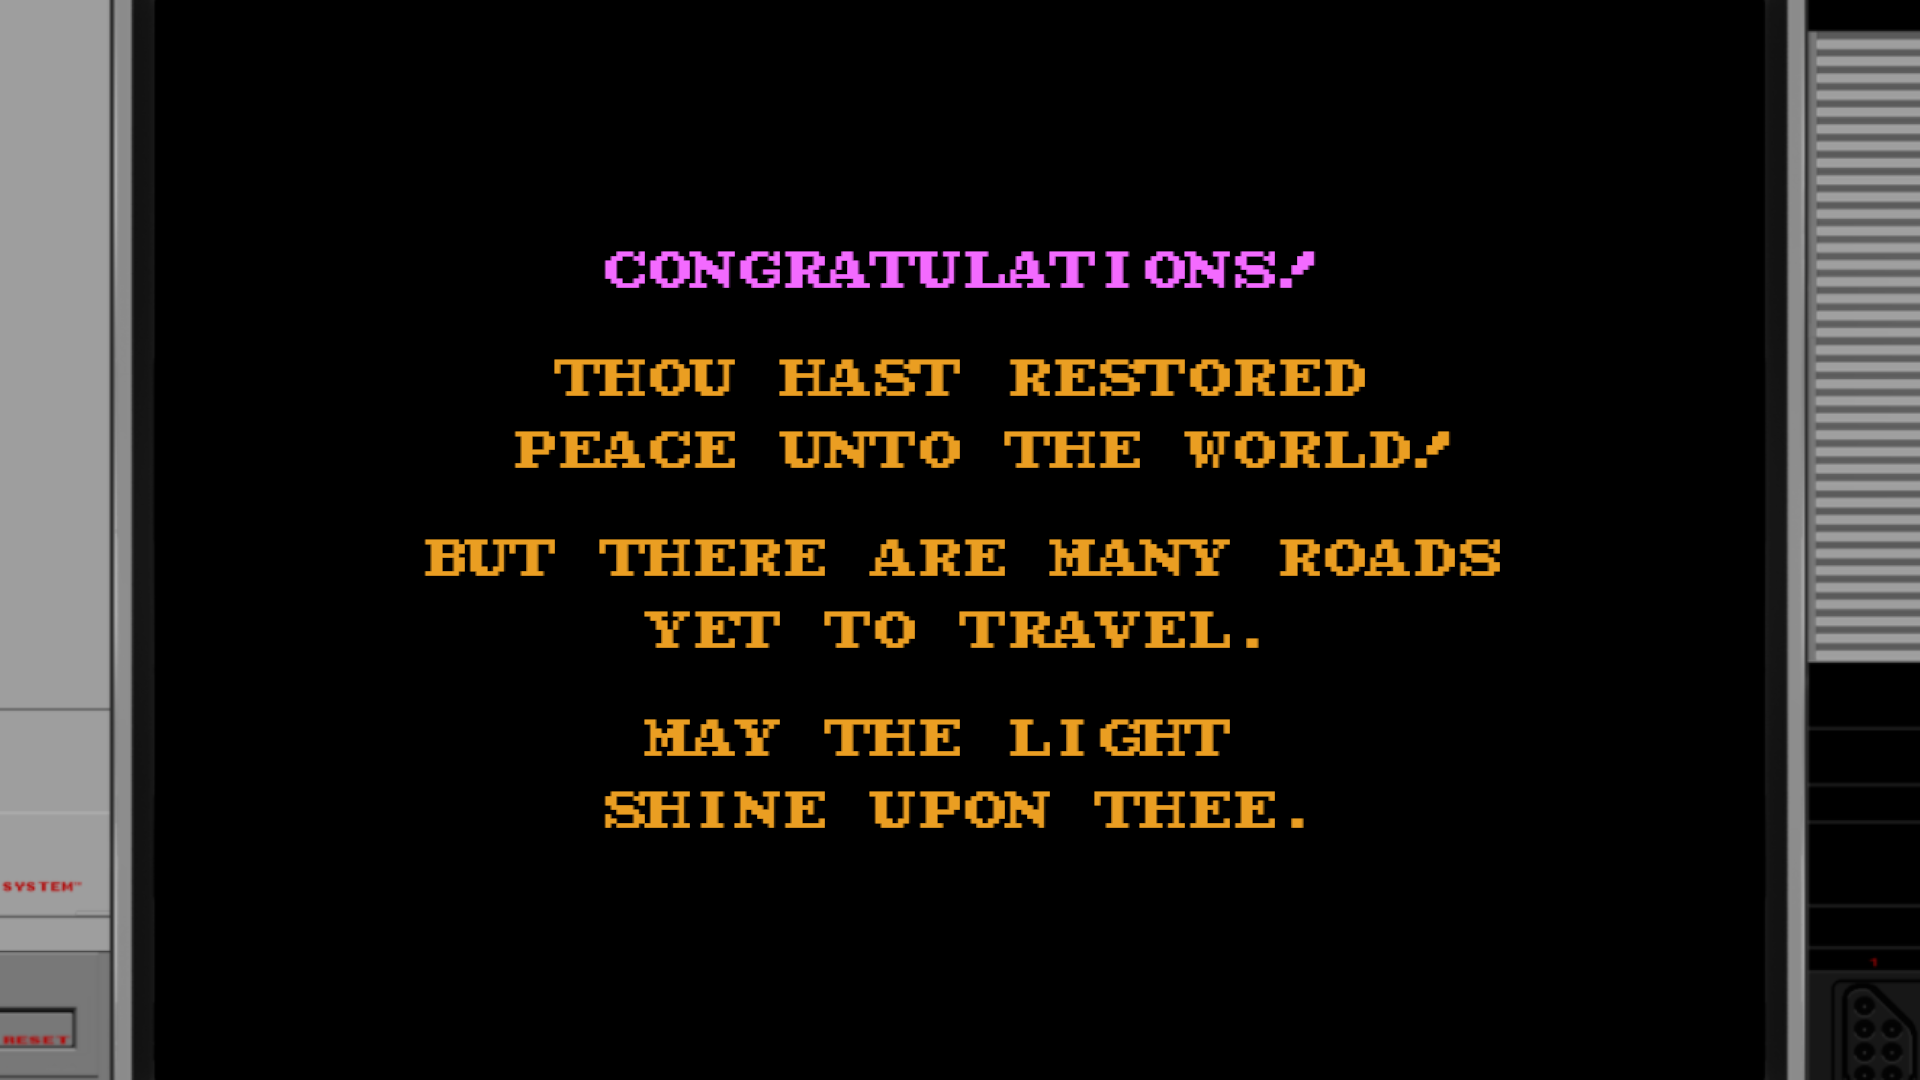 CONGRATULATIONS!
THOU HAST RESTORED
PEACE UNTO THE WORLD!
BUT THERE ARE MANY ROADS
YET TO TRAVEL.
MAY THE LIGHT
SHINE UPON THEE.
SYSTEM™
1
RESET